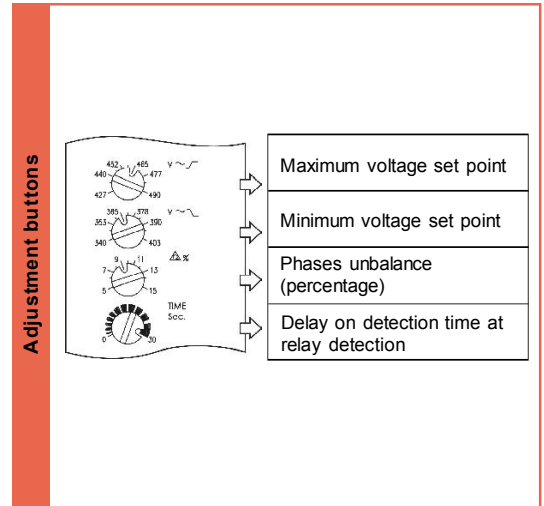 Adjustment buttons
452 465
440 477
427 490
V ~
Maximum voltage set point
365 378
353 390
340 403
V ~
Minimum voltage set point
9 11
7 13
5 15
%
Phases unbalance
(percentage)
TIME
Sec.
0 30
Delay on detection time at
relay detection